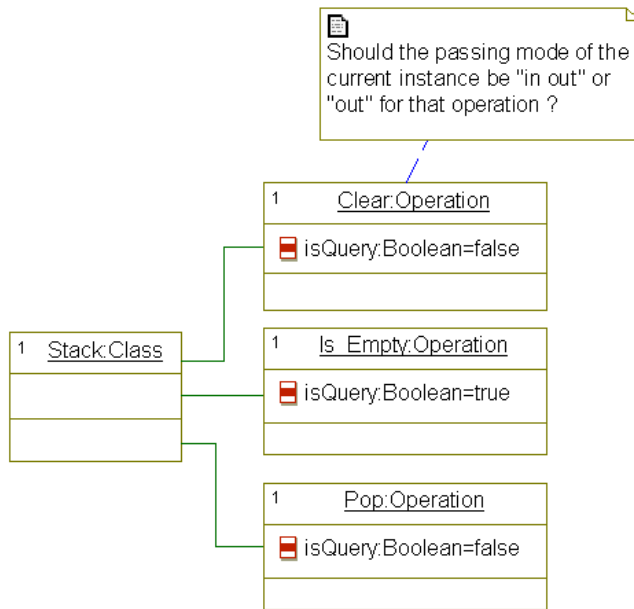 Should the passing mode of the
current instance be "in out" or
"out" for that operation ?
1 Clear:Operation
isQuery:Boolean=false
1 Stack:Class
1 Is_Empty:Operation
isQuery:Boolean=true
1 Pop:Operation
isQuery:Boolean=false